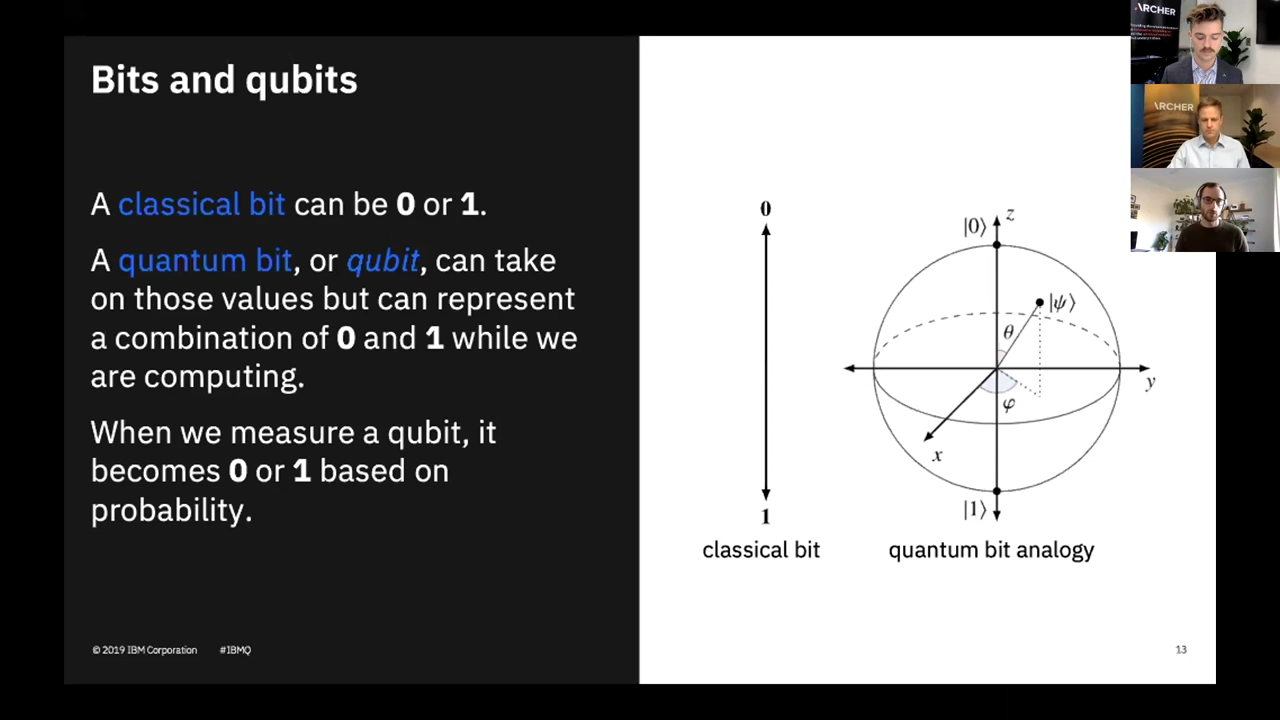 Bits and qubits
A classical bit can be 0 or 1.
A quantum bit, or qubit, can take
on those values but can represent
a combination of 0 and 1 while we
are computing.
When we measure a qubit, it
becomes 0 or 1 based on
probability.
© 2019 IBM Corporation #IBMQ
0
1
classical bit
|0⟩ z
|ψ⟩
θ
y
φ
x
|1⟩
quantum bit analogy
13
ARCHER
ARCHER